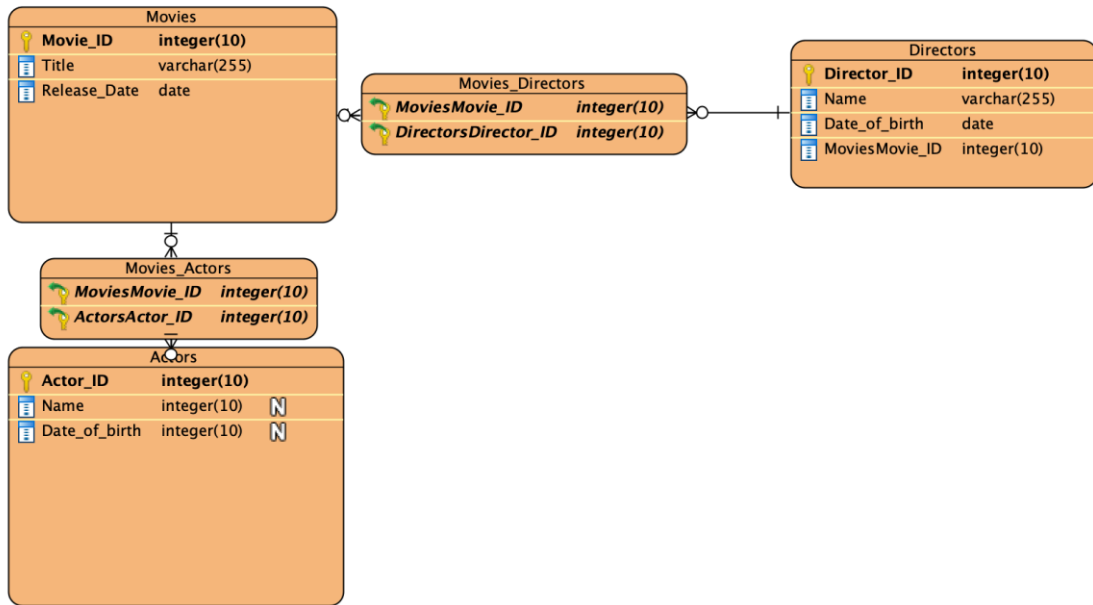 Movies
Movie_ID integer(10)
Title varchar(255)
Release_Date date
Movies_Directors
MoviesMovie_ID integer(10)
DirectorsDirector_ID integer(10)
Directors
Director_ID integer(10)
Name varchar(255)
Date_of_birth date
MoviesMovie_ID integer(10)
Movies_Actors
MoviesMovie_ID integer(10)
ActorsActor_ID integer(10)
Actors
Actor_ID integer(10)
Name integer(10) N
Date_of_birth integer(10) N